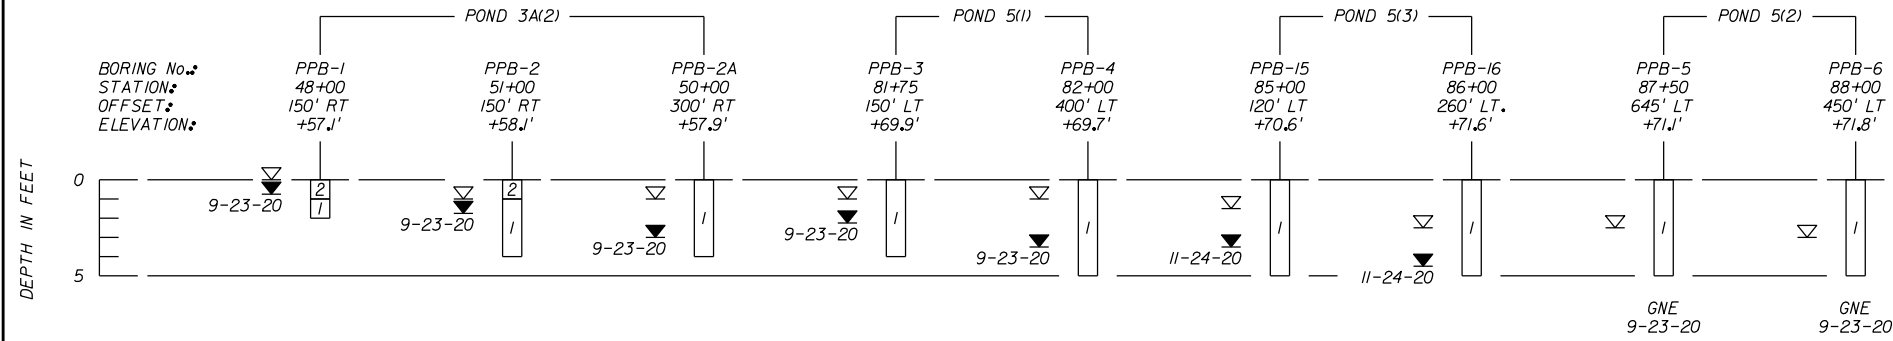 POND 3A(2) POND 5(1) POND 5(3) POND 5(2)
BORING No.: PPB-1 PPB-2 PPB-2A PPB-3 PPB-4 PPB-15 PPB-16 PPB-5 PPB-6
STATION: 48+00 51+00 50+00 81+75 82+00 85+00 86+00 87+50 88+00
OFFSET: 150' RT 150' RT 300' RT 150' LT 400' LT 120' LT 260' LT. 645' LT 450' LT
ELEVATION: +57.1' +58.1' +57.9' +69.9' +69.7' +70.6' +71.6' +71.1' +71.8'
DEPTH IN FEET
0
2 2
1
9-23-20
9-23-20 1 1 1 1 1 1 1 1
9-23-20
9-23-20
9-23-20
11-24-20
5
11-24-20
GNE GNE
9-23-20 9-23-20